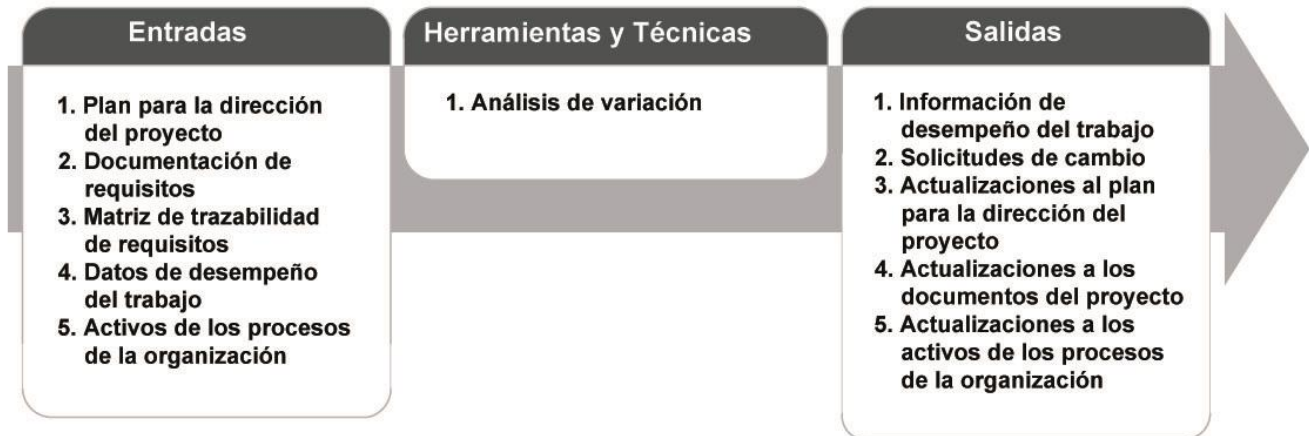 Entradas
1. Plan para la dirección
del proyecto
2. Documentación de
requisitos
3. Matriz de trazabilidad
de requisitos
4. Datos de desempeño
del trabajo
5. Activos de los procesos
de la organización
Herramientas y Técnicas
1. Análisis de variación
Salidas
1. Información de
desempeño del trabajo
2. Solicitudes de cambio
3. Actualizaciones al plan
para la dirección del
proyecto
4. Actualizaciones a los
documentos del proyecto
5. Actualizaciones a los
activos de los procesos
de la organización